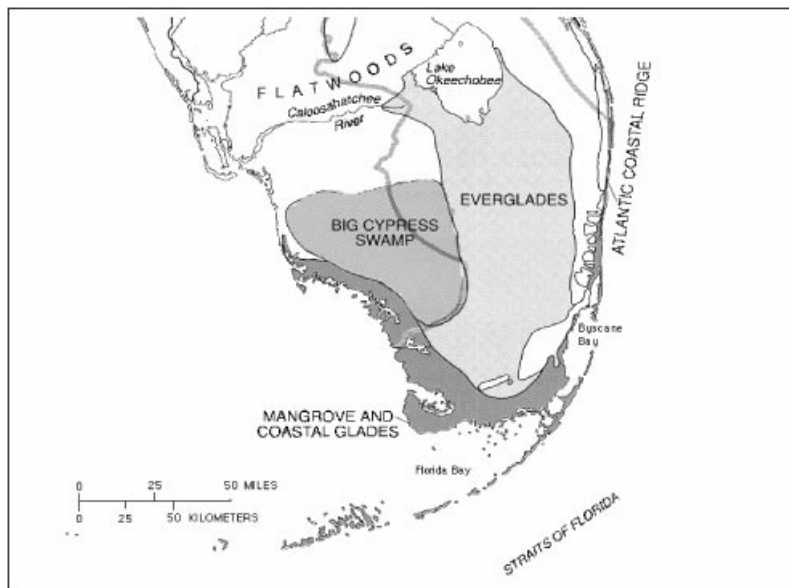 FLATWOODS
Lake
Okeechobee
Caloosahatchee
River
ATLANTIC COASTAL RIDGE
EVERGLADES
BIG CYPRESS
SWAMP
Byscane
Bay
MANGROVE AND
COASTAL GLADES
Florida Bay
0 25 50 MILES
0 25 50 KILOMETERS
STRAITS OF FLORIDA